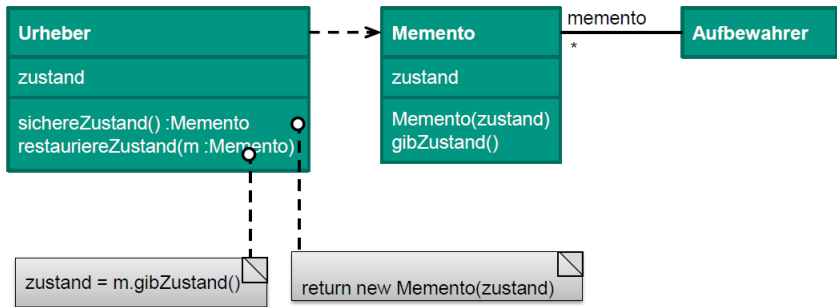 Urheber
zustand
sichereZustand() :Memento
restauriereZustand(m :Memento)
Memento
zustand
Memento(zustand)
gibZustand()
memento
*
Aufbewahrer
zustand = m.gibZustand()
return new Memento(zustand)